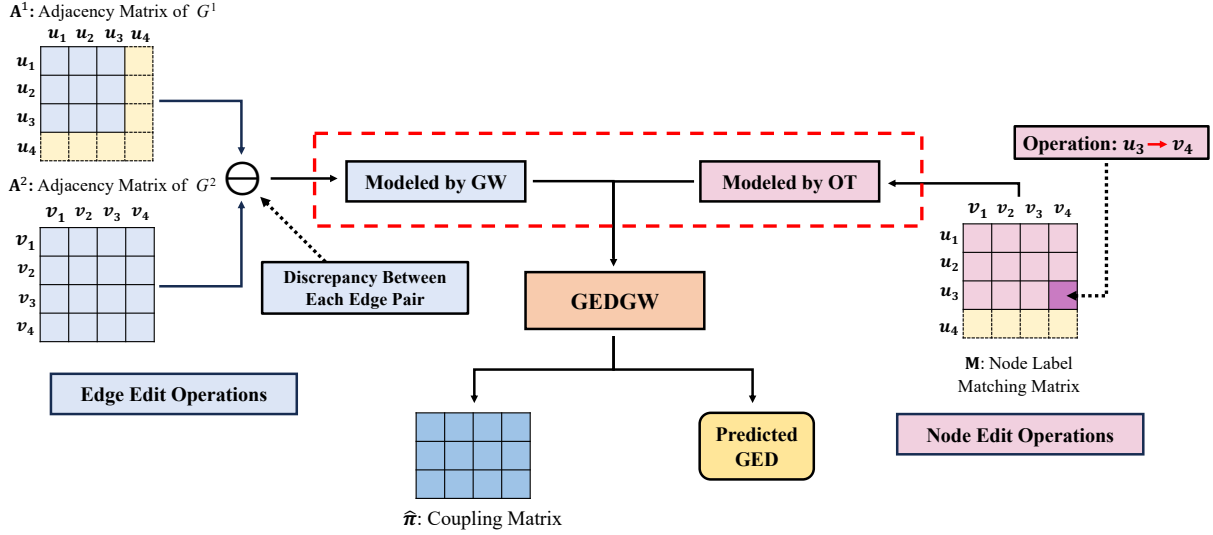 A¹: Adjacency Matrix of G¹
u₁ u₂ u₃ u₄
u₁
u₂
u₃
u₄
A²: Adjacency Matrix of G²
v₁ v₂ v₃ v₄
v₁
v₂
v₃
v₄
Edge Edit Operations
Discrepancy Between
Each Edge Pair
Modeled by GW
Modeled by OT
GEDGW
π̂: Coupling Matrix
Predicted
GED
Operation: u₃ → v₄
v₁ v₂ v₃ v₄
u₁
u₂
u₃
u₄
M: Node Label
Matching Matrix
Node Edit Operations